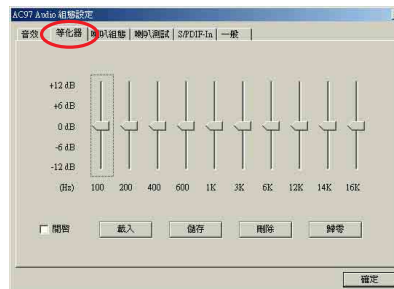 AC97 Audio 組態設定
音效 等化器 喇叭組態 喇叭測試 S/PDIF-In 一般
+12 dB
+6 dB
0 dB
-6 dB
-12 dB
(Hz) 100 200 400 600 1K 3K 6K 12K 14K 16K
開啓 載入 儲存 刪除 歸零
確定